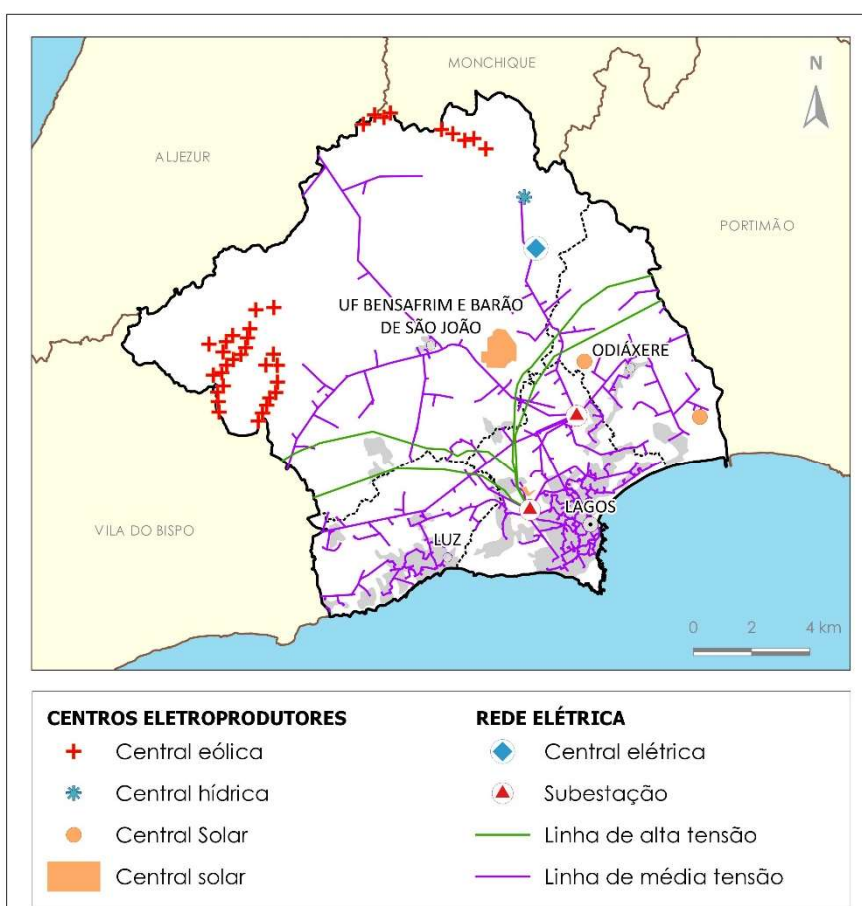 MONCHIQUE
N
ALJEZUR
PORTIMÃO
UF BENSAFRIM E BARÃO
DE SÃO JOÃO
ODIÁXERE
VILA DO BISPO
LAGOS
LUZ
0 2 4 km
CENTROS ELETROPRODUTORES
Central eólica
Central hídrica
Central Solar
Central solar
REDE ELÉTRICA
Central elétrica
Subestação
Linha de alta tensão
Linha de média tensão